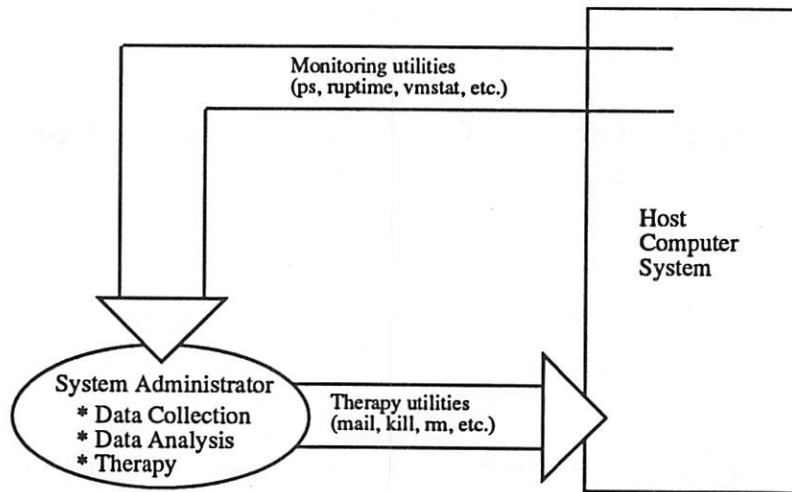 Monitoring utilities
(ps, ruptime, vmstat, etc.)
Host
Computer
System
System Administrator
* Data Collection
* Data Analysis
* Therapy
Therapy utilities
(mail, kill, rm, etc.)